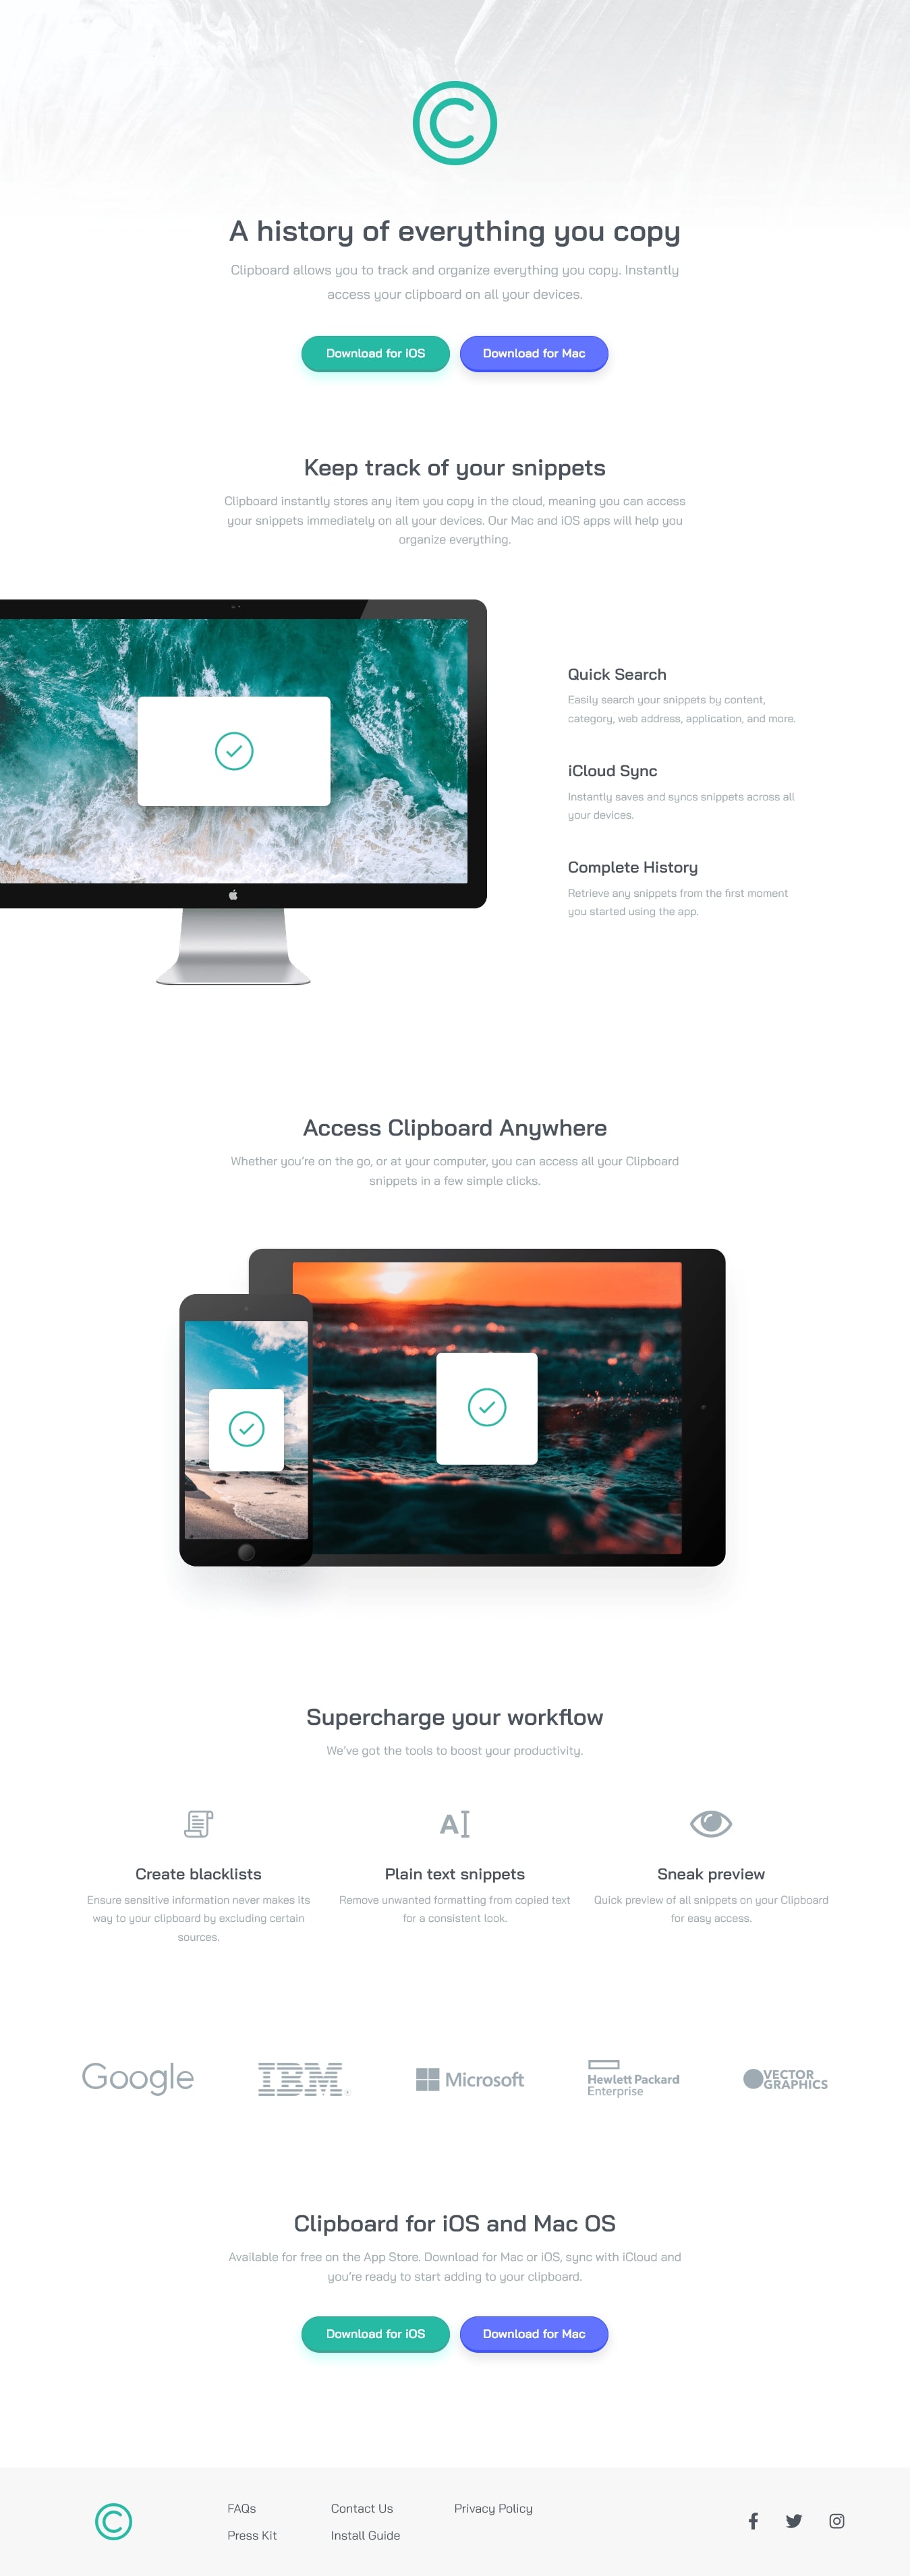 A history of everything you copy
Clipboard allows you to track and organize everything you copy. Instantly
access your clipboard on all your devices.
Download for iOS
Download for Mac
Keep track of your snippets
Clipboard instantly stores any item you copy in the cloud, meaning you can access
your snippets immediately on all your devices. Our Mac and iOS apps will help you
organize everything.
Quick Search
Easily search your snippets by content,
category, web address, application, and more.
iCloud Sync
Instantly saves and syncs snippets across all
your devices.
Complete History
Retrieve any snippets from the first moment
you started using the app.
Access Clipboard Anywhere
Whether you're on the go, or at your computer, you can access all your Clipboard
snippets in a few simple clicks.
Supercharge your workflow
We've got the tools to boost your productivity.
A
Create blacklists
Ensure sensitive information never makes its
way to your clipboard by excluding certain
sources.
Plain text snippets
Remove unwanted formatting from copied text
for a consistent look.
Sneak preview
Quick preview of all snippets on your Clipboard
for easy access.
Google
IBM
Microsoft
Hewlett Packard
Enterprise
VECTOR
GRAPHICS
Clipboard for iOS and Mac OS
Available for free on the App Store. Download for Mac or iOS, sync with iCloud and
you're ready to start adding to your clipboard.
Download for iOS
Download for Mac
FAQs
Press Kit
Contact Us
Install Guide
Privacy Policy